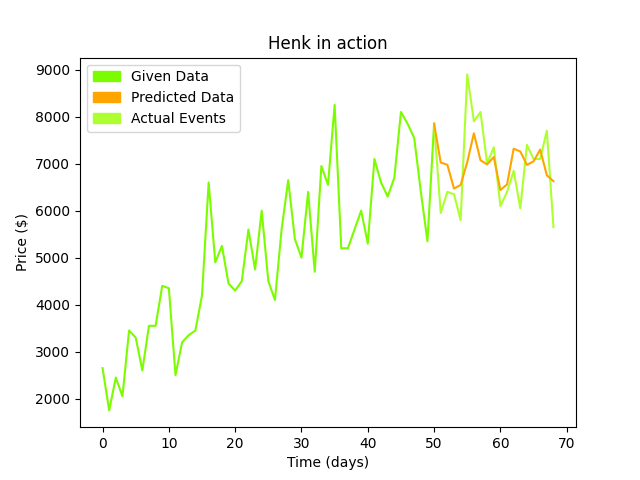 Henk in action
Given Data
Predicted Data
Actual Events
9000
8000
7000
6000
5000
4000
3000
2000
Price ($)
0 10 20 30 40 50 60 70
Time (days)